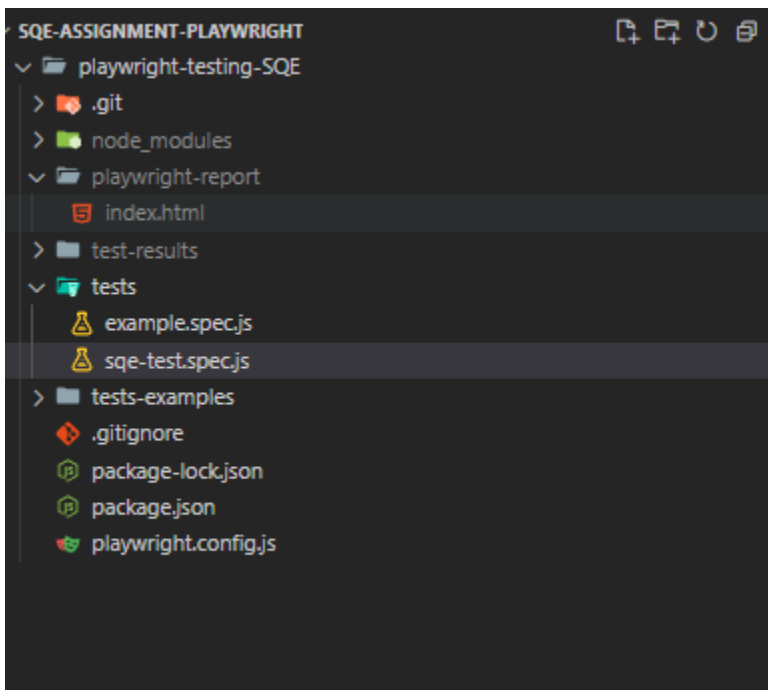 SQE-ASSIGNMENT-PLAYWRIGHT
playwright-testing-SQE
.git
node_modules
playwright-report
index.html
test-results
tests
example.spec.js
sqe-test.spec.js
tests-examples
.gitignore
package-lock.json
package.json
playwright.config.js